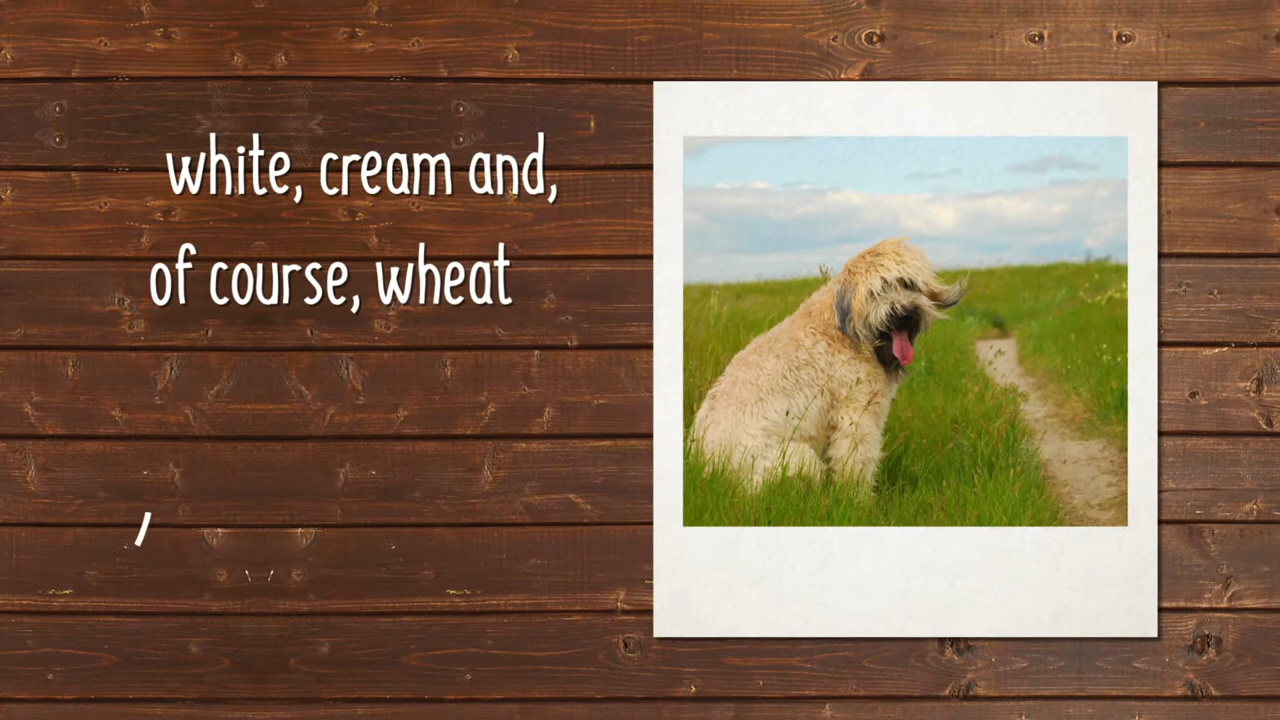 white, cream and,
of course, wheat
,